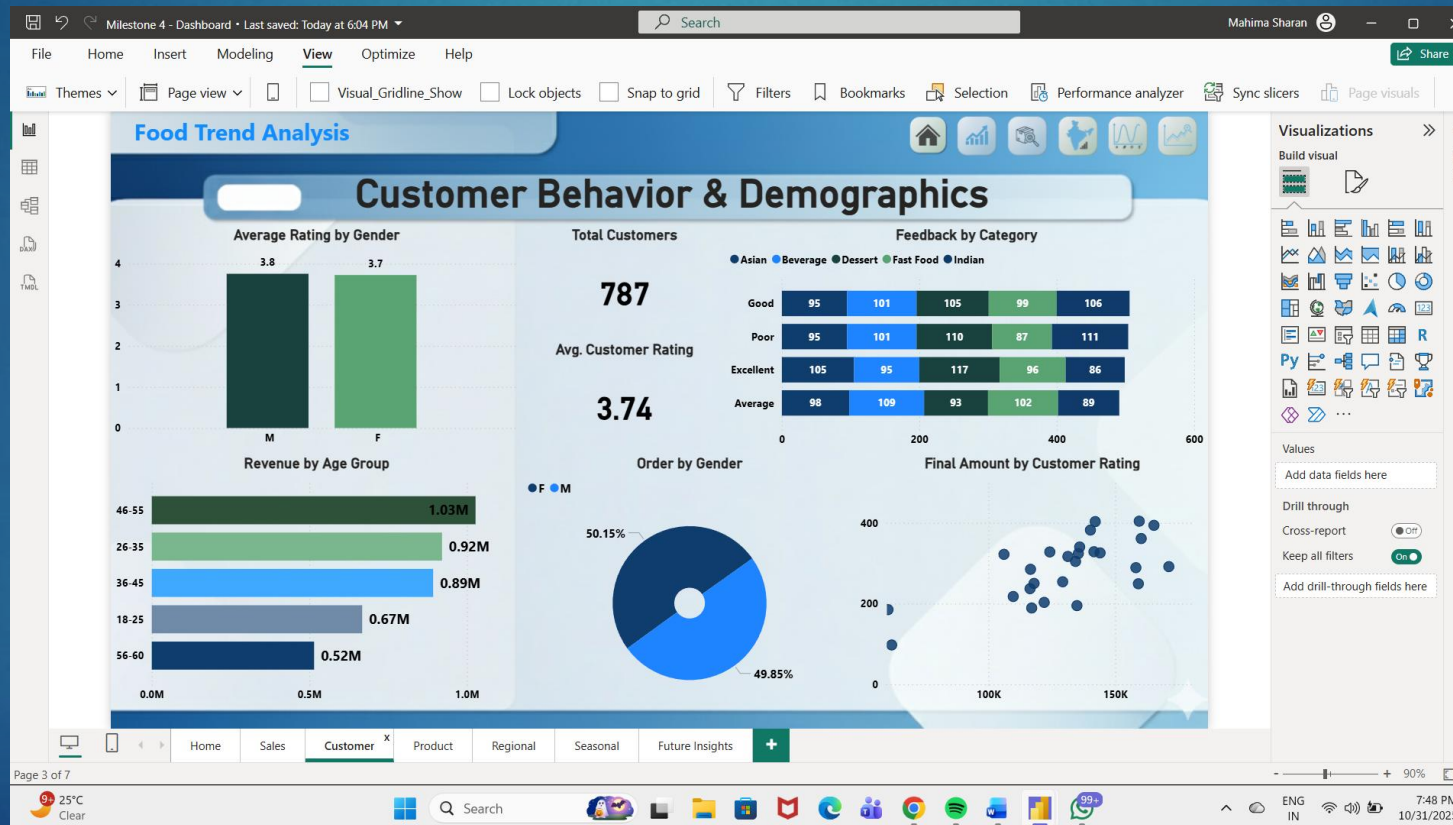 Milestone 4 - Dashboard • Last saved: Today at 6:04 PM
Search
Mahima Sharan
File Home Insert Modeling View Optimize Help
Share
Themes Page view Visual_Gridline_Show Lock objects Snap to grid Filters Bookmarks Selection Performance analyzer Sync slicers Page visuals
Food Trend Analysis
Customer Behavior & Demographics
Average Rating by Gender
4
3
2
1
0
3.8 3.7
M F
Total Customers
787
Avg. Customer Rating
3.74
Feedback by Category
Asian Beverage Dessert Fast Food Indian
Good 95 101 105 99 106
Poor 95 101 110 87 111
Excellent 105 95 117 96 86
Average 98 109 93 102 89
0 200 400 600
Revenue by Age Group
46-55 1.03M
26-35 0.92M
36-45 0.89M
18-25 0.67M
56-60 0.52M
0.0M 0.5M 1.0M
Order by Gender
F M
50.15%
49.85%
Final Amount by Customer Rating
400
200
0
100K 150K
Visualizations
Build visual
123
R
Py
Values
Add data fields here
Drill through
Cross-report Off
Keep all filters On
Add drill-through fields here
DAX
TMDL
Home Sales Customer x Product Regional Seasonal Future Insights +
Page 3 of 7
- + 90%
9+
25°C
Clear
Search
99+
ENG
IN
7:48 PM
10/31/202